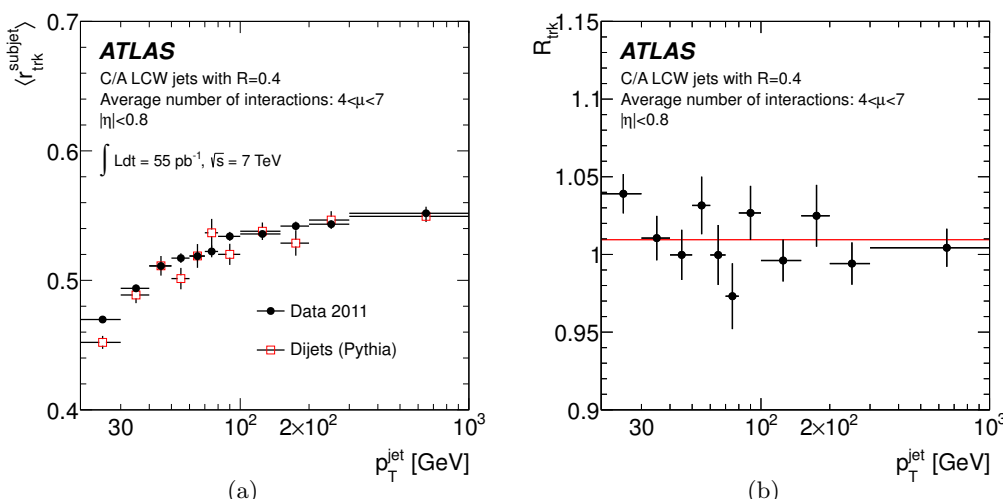 0.7
0.6
0.5
0.4
⟨r_trk^subjet⟩
ATLAS
C/A LCW jets with R=0.4
Average number of interactions: 4<μ<7
|η|<0.8
∫ Ldt = 55 pb⁻¹, √s = 7 TeV
Data 2011
Dijets (Pythia)
30 10² 2×10² 10³
p_T^jet [GeV]
(a)
1.15
1.1
1.05
1
0.95
0.9
R_trk
ATLAS
C/A LCW jets with R=0.4
Average number of interactions: 4<μ<7
|η|<0.8
30 10² 2×10² 10³
p_T^jet [GeV]
(b)